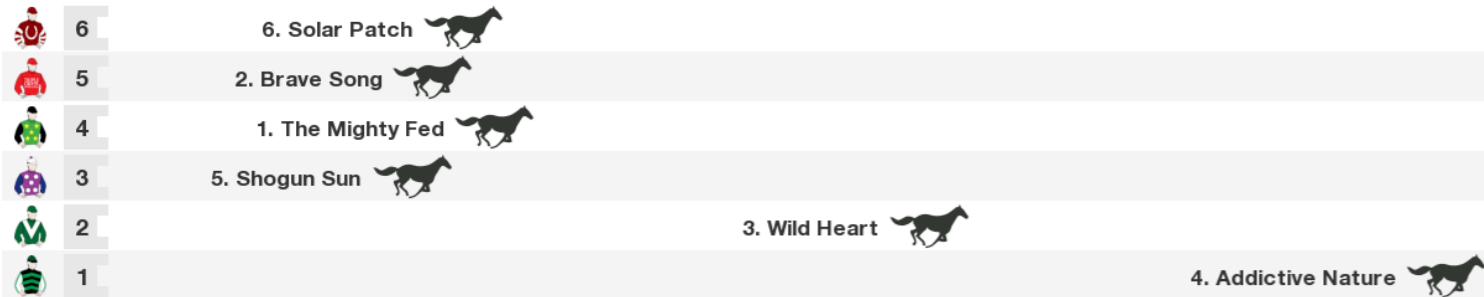 6 6. Solar Patch
5 2. Brave Song
4 1. The Mighty Fed
3 5. Shogun Sun
2 3. Wild Heart
1 4. Addictive Nature